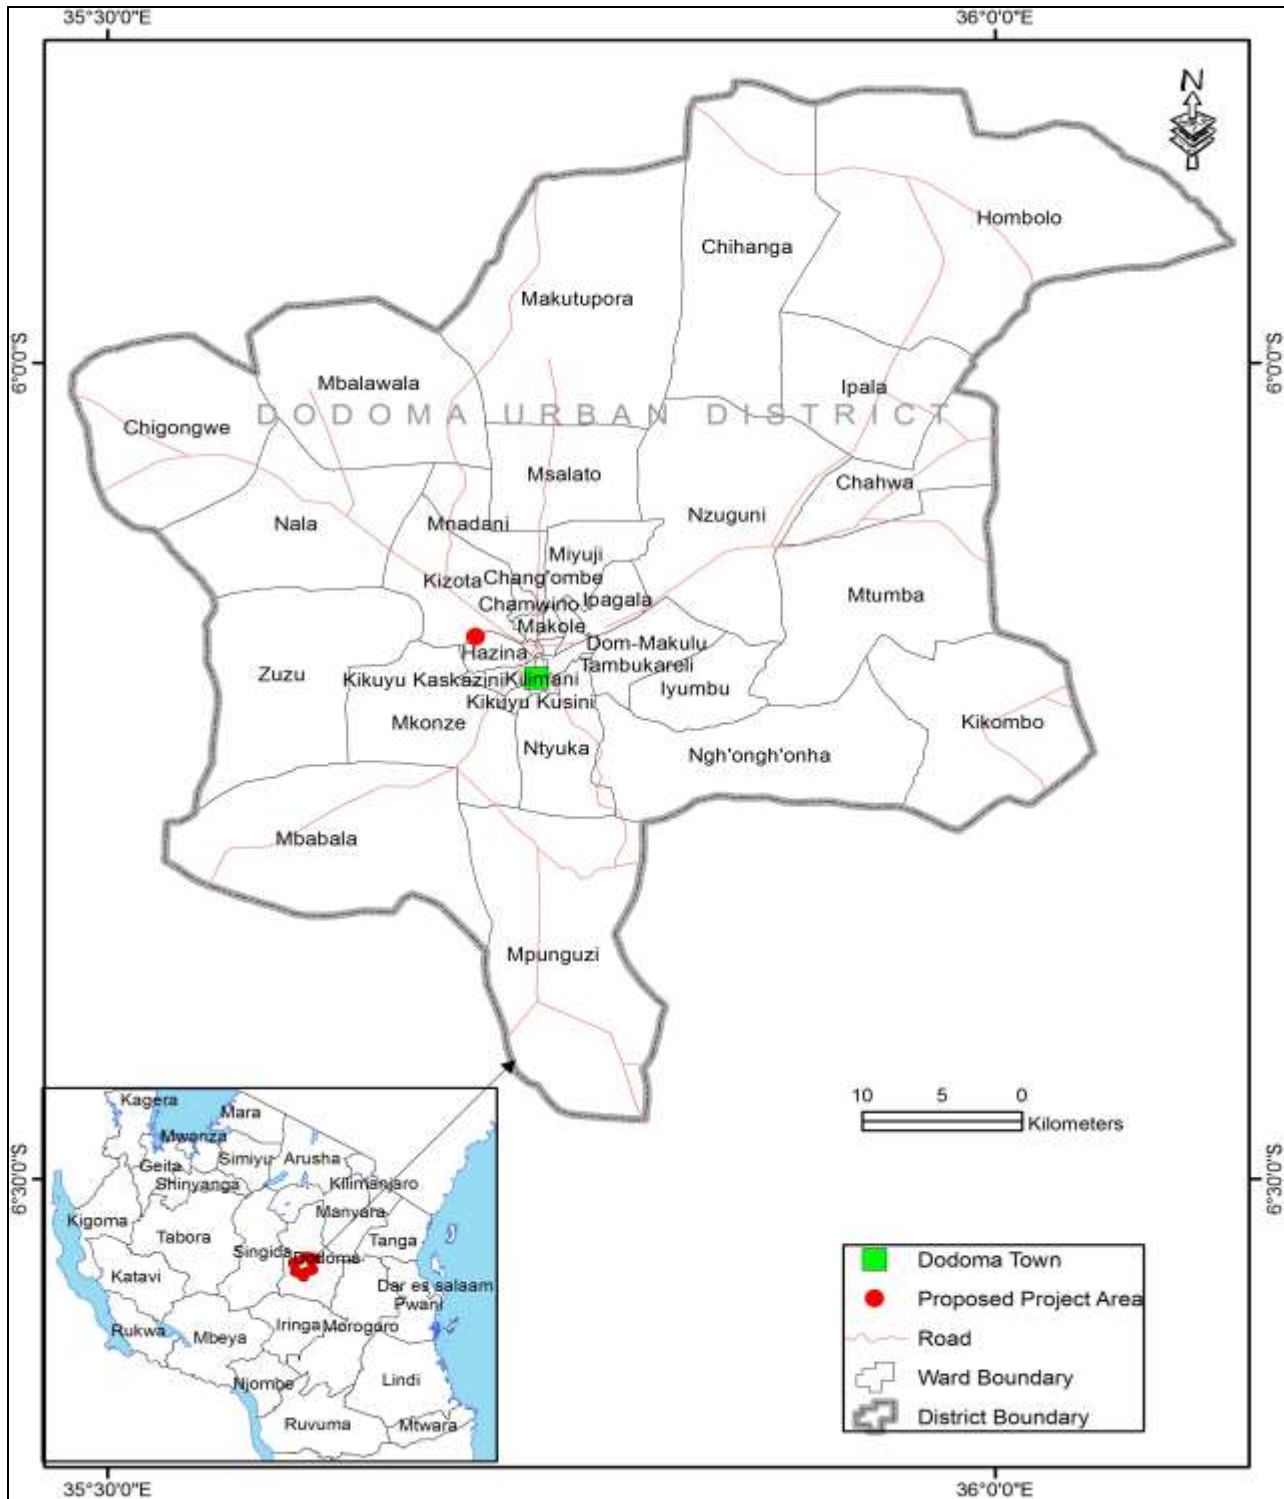 35°30'0"E
36°0'0"E
N
Hombolo
Chihanga
Makutupora
6°0'0"S
6°0'0"S
Mbalawala
Ipala
DODOMA URBAN DISTRICT
Chigongwe
Msalato
Chahwa
Nala
Mnadani
Nzuguni
Miyuji
Kizota
Chang'ombe
Chamwino
Ipagala
Mtumba
Makole
Dom-Makulu
Hazina
Tambukareli
Zuzu
Kikuyu Kaskazini
Kilimani
Iyumbu
Kikuyu Kusini
Mkonze
Kikombo
Ntyuka
Ngh'ongh'onha
Mbabala
Mpunguzi
10
5
0
Kilometers
6°30'0"S
6°30'0"S
Kagera
Mara
Mwanza
Geita
Simiyu
Arusha
Shinyanga
Kilimanjaro
Kigoma
Manyara
Tabora
Tanga
Singida
Dodoma
Katavi
Dar es salaam
Pwani
Rukwa
Mbeya
Iringa
Morogoro
Njombe
Lindi
Ruvuma
Mtwara
Dodoma Town
Proposed Project Area
Road
Ward Boundary
District Boundary
35°30'0"E
36°0'0"E